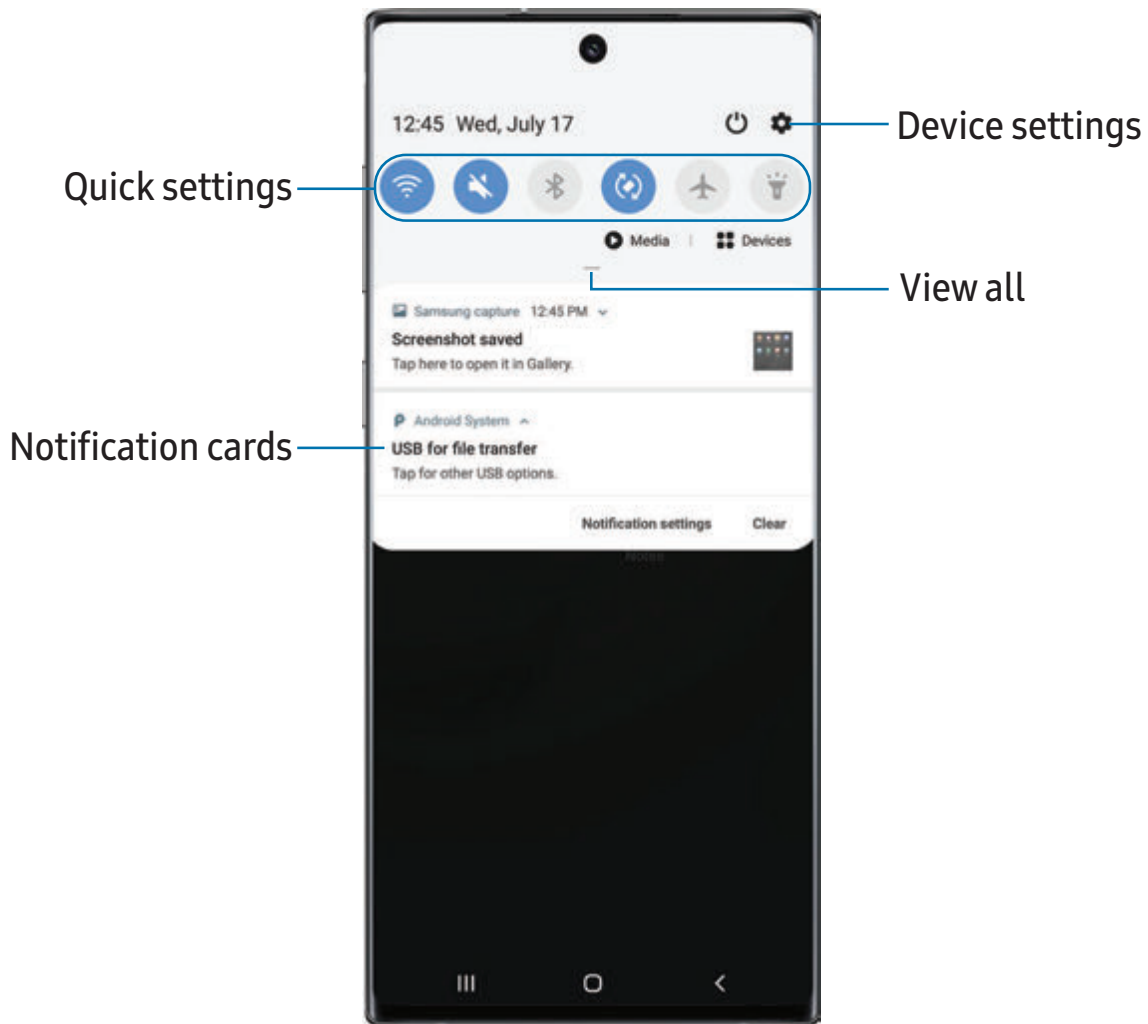 12:45 Wed, July 17
Device settings
Quick settings
Media | Devices
View all
Samsung capture 12:45 PM
Screenshot saved
Tap here to open it in Gallery.
Android System
Notification cards
USB for file transfer
Tap for other USB options.
Notification settings Clear
Notes